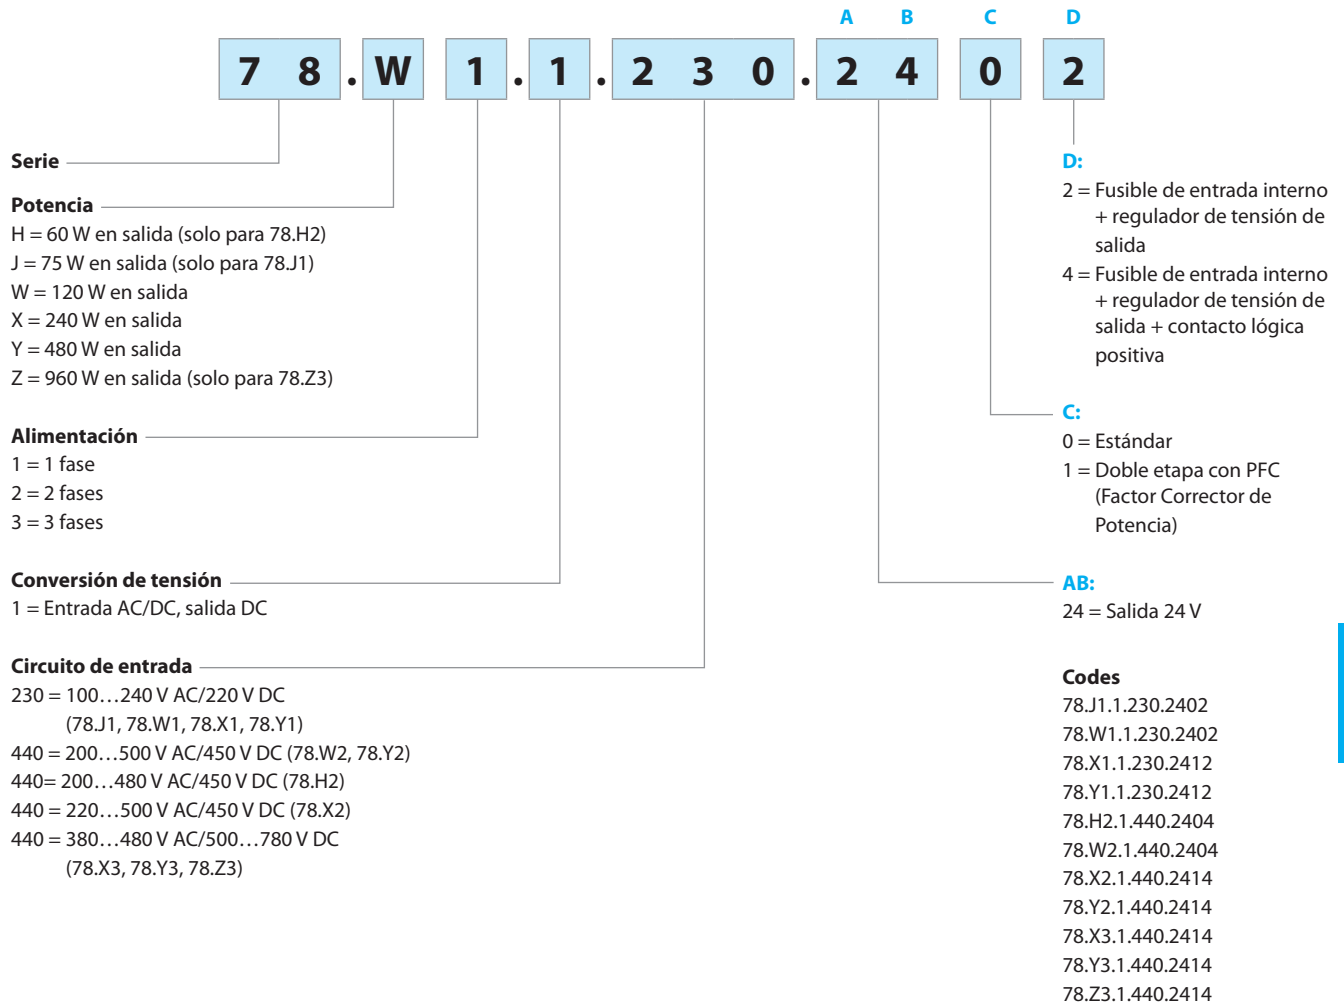 A B C D
7 8 . W 1 . 1 . 2 3 0 . 2 4 0 2
Serie
Potencia
H = 60 W en salida (solo para 78.H2)
J = 75 W en salida (solo para 78.J1)
W = 120 W en salida
X = 240 W en salida
Y = 480 W en salida
Z = 960 W en salida (solo para 78.Z3)
Alimentación
1 = 1 fase
2 = 2 fases
3 = 3 fases
Conversión de tensión
1 = Entrada AC/DC, salida DC
Circuito de entrada
230 = 100…240 V AC/220 V DC
(78.J1, 78.W1, 78.X1, 78.Y1)
440 = 200…500 V AC/450 V DC (78.W2, 78.Y2)
440= 200…480 V AC/450 V DC (78.H2)
440 = 220…500 V AC/450 V DC (78.X2)
440 = 380…480 V AC/500…780 V DC
(78.X3, 78.Y3, 78.Z3)
D:
2 = Fusible de entrada interno
+ regulador de tensión de
salida
4 = Fusible de entrada interno
+ regulador de tensión de
salida + contacto lógica
positiva
C:
0 = Estándar
1 = Doble etapa con PFC
(Factor Corrector de
Potencia)
AB:
24 = Salida 24 V
Codes
78.J1.1.230.2402
78.W1.1.230.2402
78.X1.1.230.2412
78.Y1.1.230.2412
78.H2.1.440.2404
78.W2.1.440.2404
78.X2.1.440.2414
78.Y2.1.440.2414
78.X3.1.440.2414
78.Y3.1.440.2414
78.Z3.1.440.2414